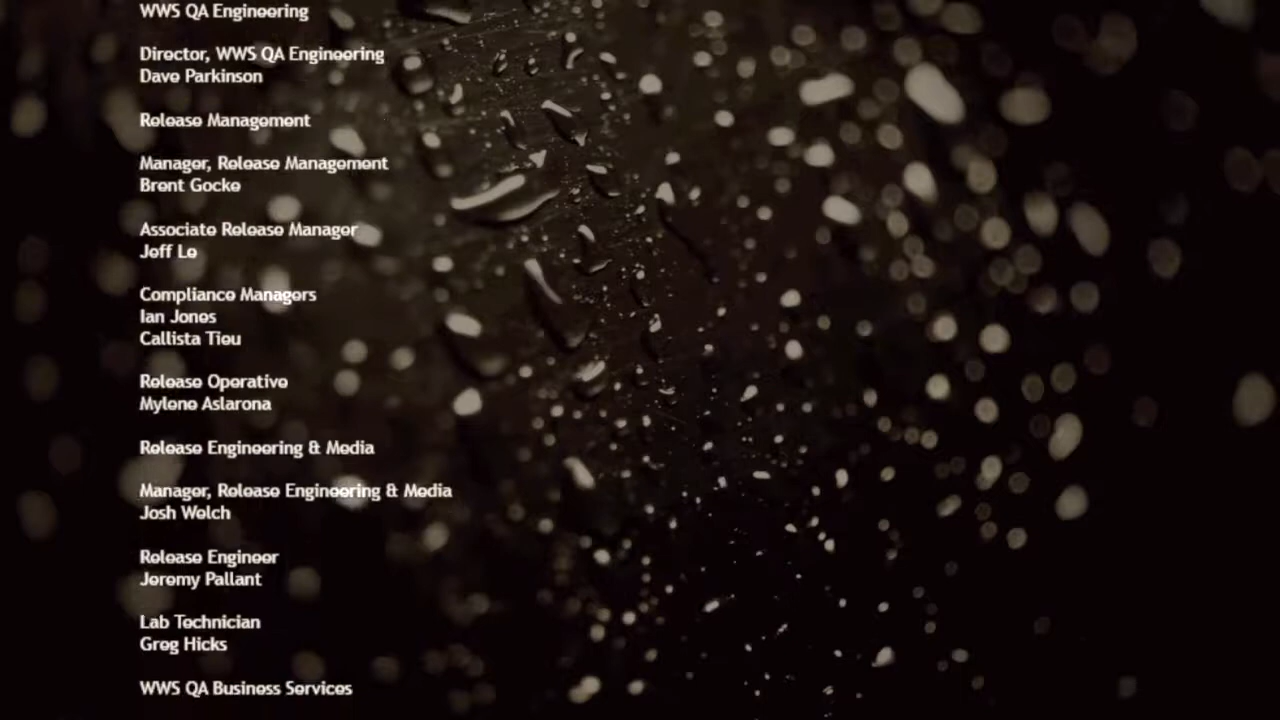 WWS QA Engineering
Director, WWS QA Engineering
Dave Parkinson
Release Management
Manager, Release Management
Brent Gocke
Associate Release Manager
Jeff Le
Compliance Managers
Ian Jones
Callista Tieu
Release Operative
Mylene Aslarona
Release Engineering & Media
Manager, Release Engineering & Media
Josh Welch
Release Engineer
Jeremy Pallant
Lab Technician
Greg Hicks
WWS QA Business Services